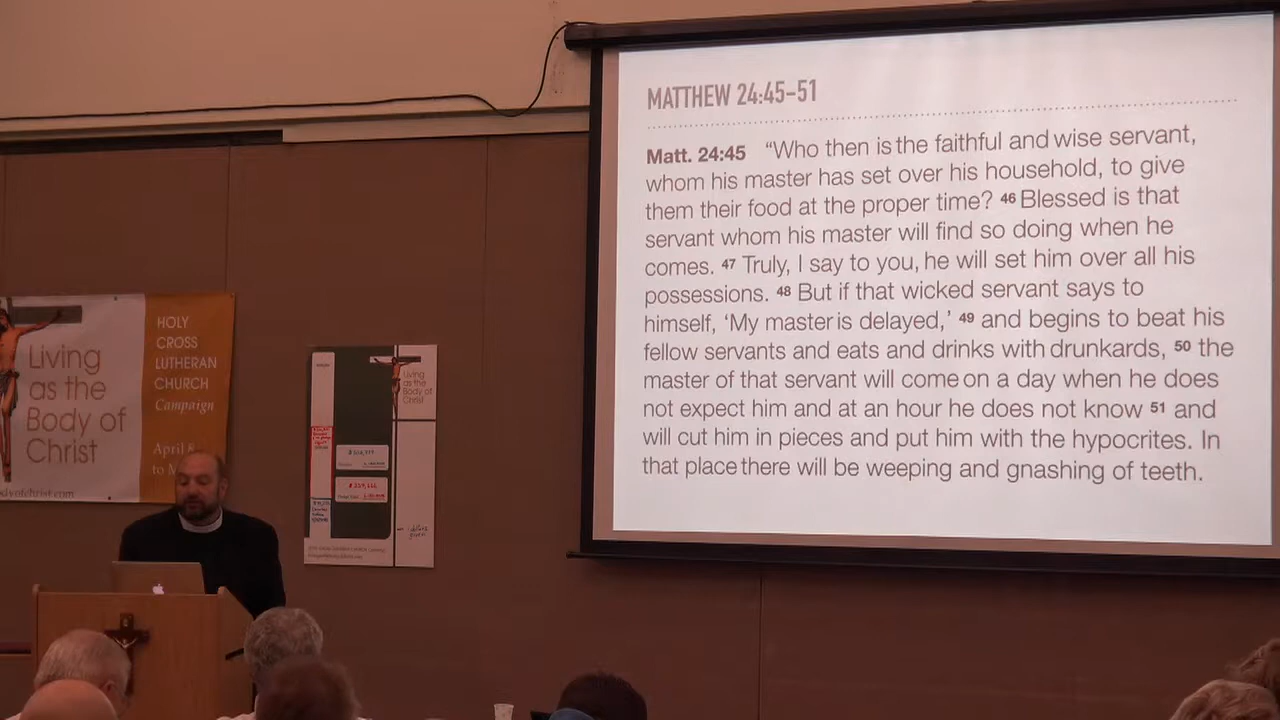 MATTHEW 24:45–51
Matt. 24:45 “Who then is the faithful and wise servant,
whom his master has set over his household, to give
them their food at the proper time? 46 Blessed is that
servant whom his master will find so doing when he
comes. 47 Truly, I say to you, he will set him over all his
possessions. 48 But if that wicked servant says to
himself, ‘My master is delayed,’ 49 and begins to beat his
fellow servants and eats and drinks with drunkards, 50 the
master of that servant will come on a day when he does
not expect him and at an hour he does not know 51 and
will cut him in pieces and put him with the hypocrites. In
that place there will be weeping and gnashing of teeth.
Living
as the
Body of
Christ
HOLY
CROSS
LUTHERAN
CHURCH
Campaign
April 8
to M
Living
as the
Body of
Christ